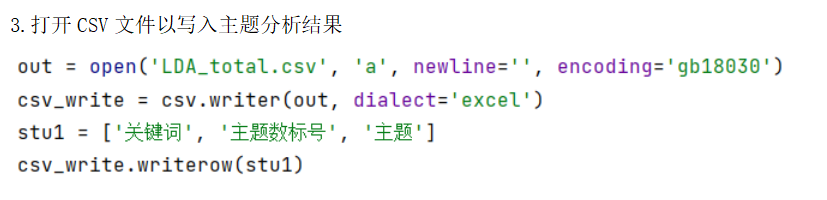 3.打开 CSV 文件以写入主题分析结果
out = open('LDA_total.csv', 'a', newline='', encoding='gb18030')
csv_write = csv.writer(out, dialect='excel')
stu1 = ['关键词', '主题数标号', '主题']
csv_write.writerow(stu1)